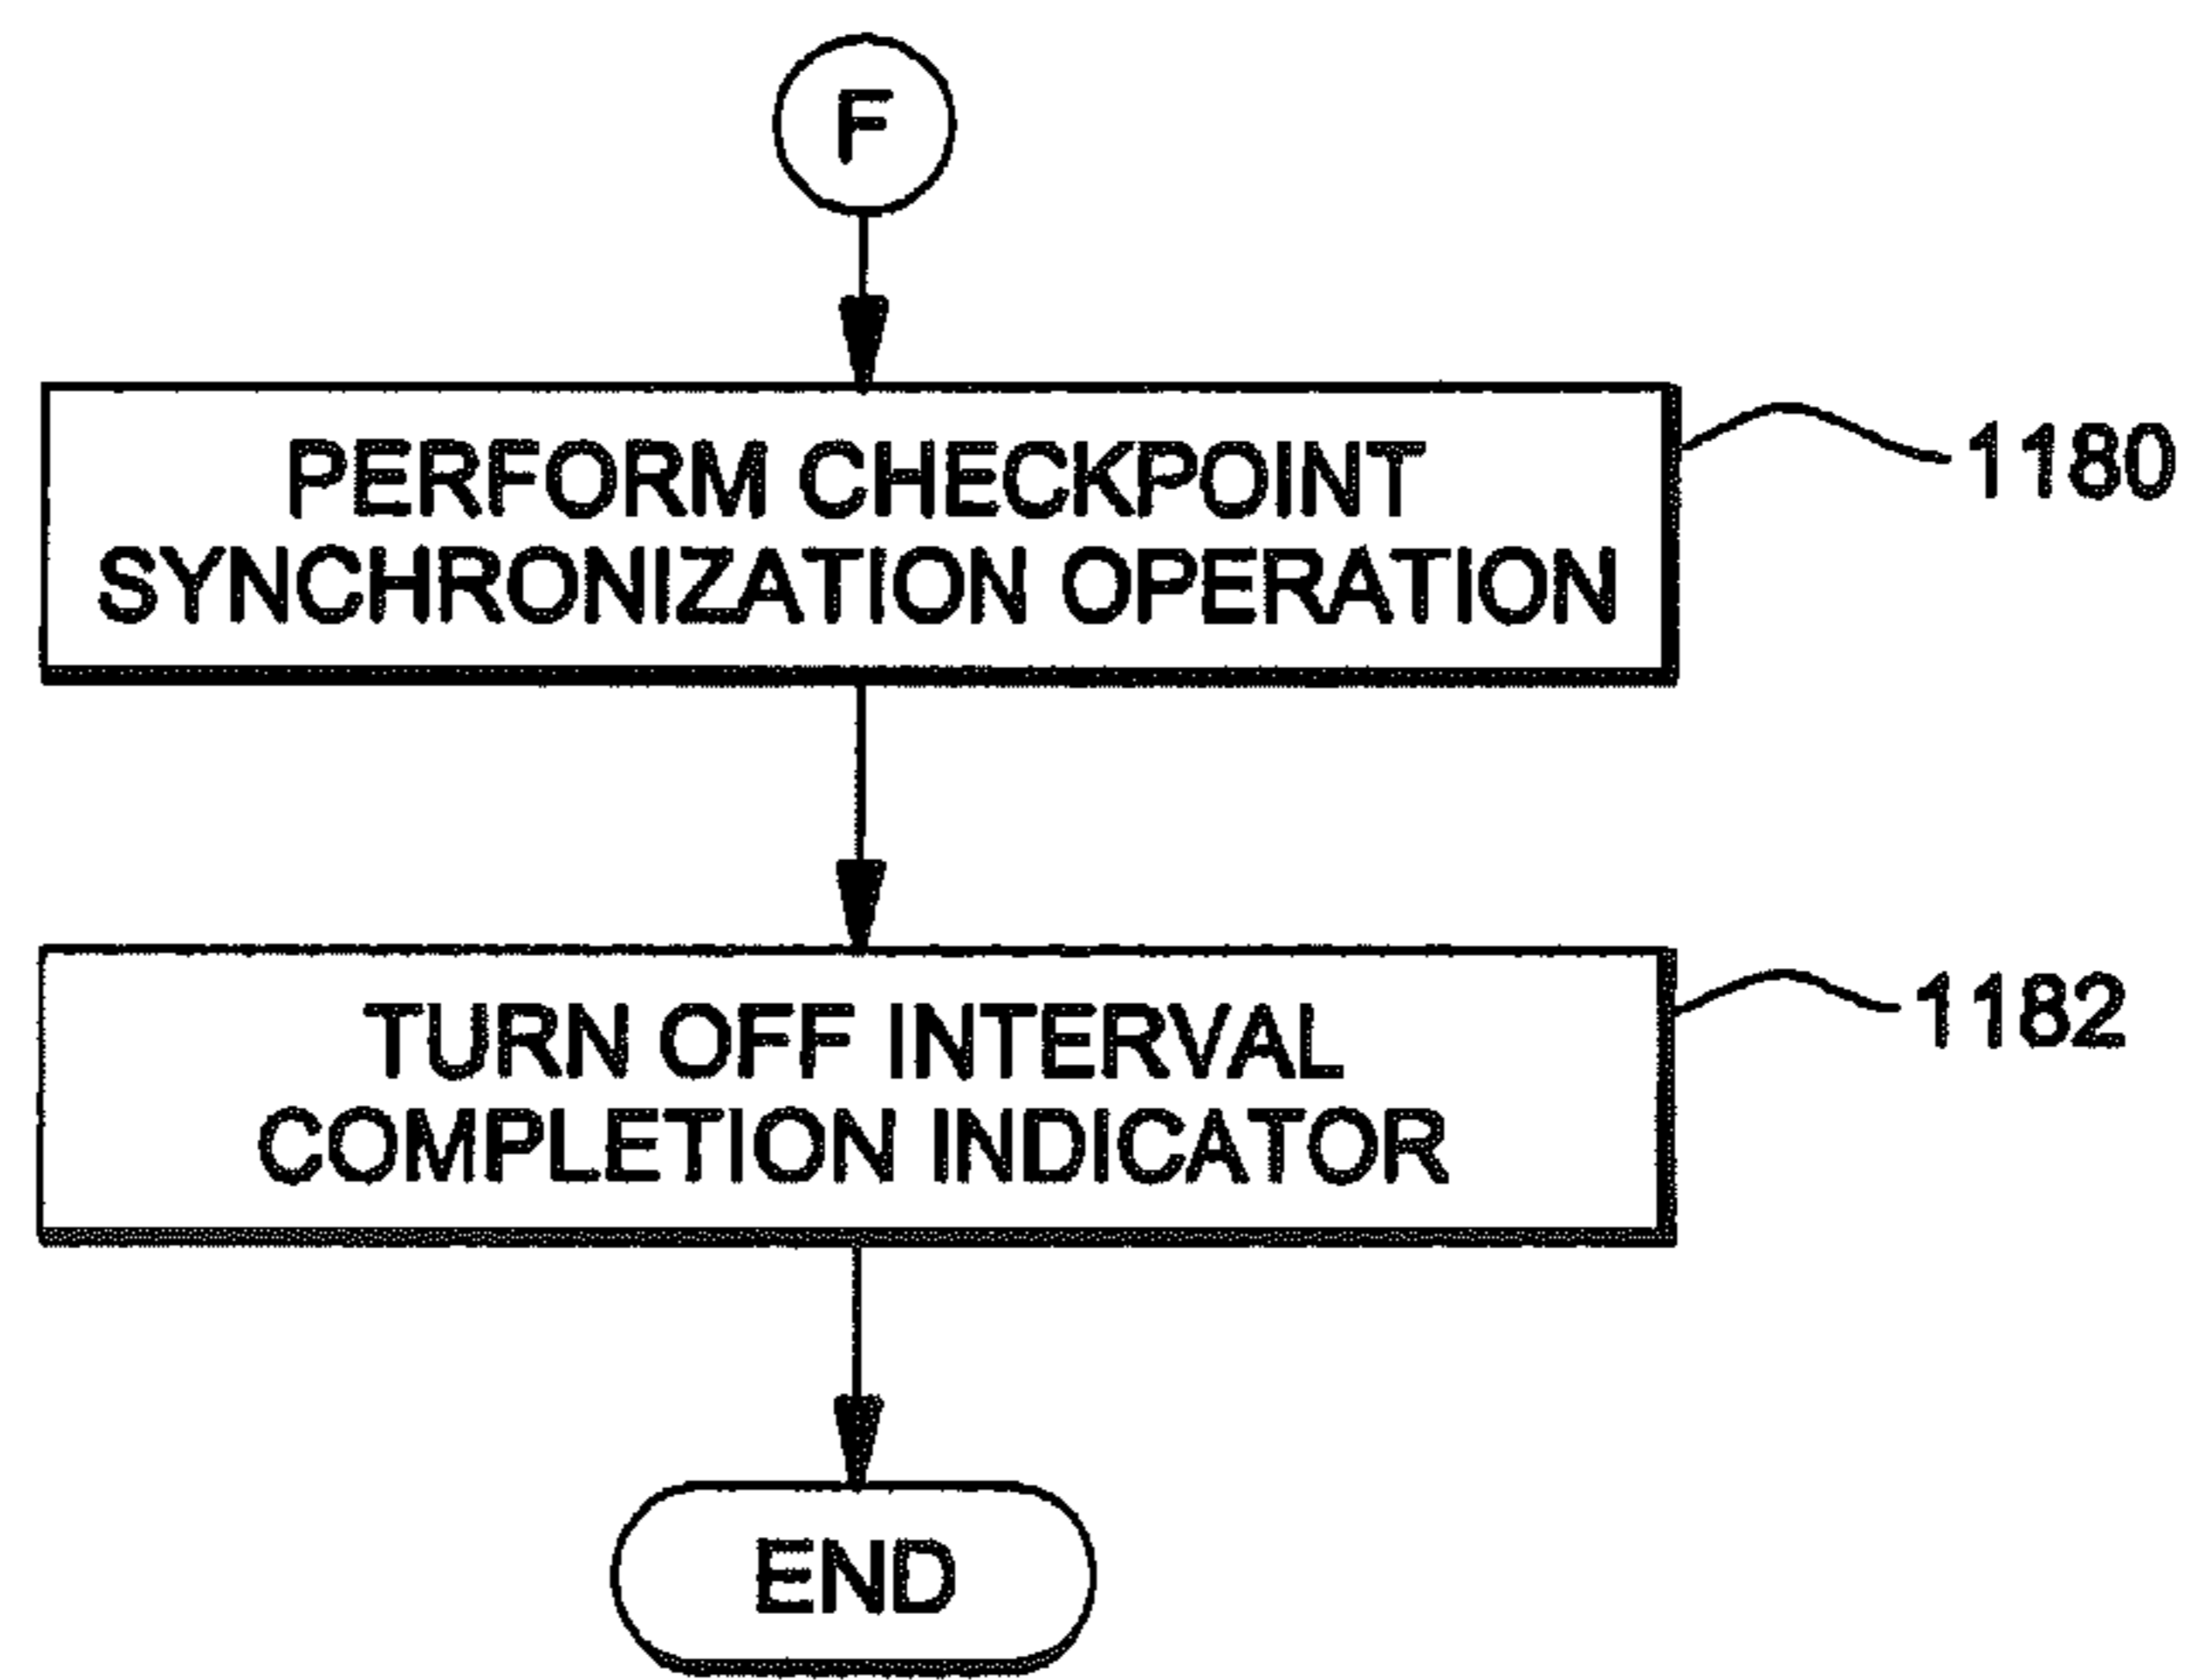 F
PERFORM CHECKPOINT
SYNCHRONIZATION OPERATION
1180
TURN OFF INTERVAL
COMPLETION INDICATOR
1182
END